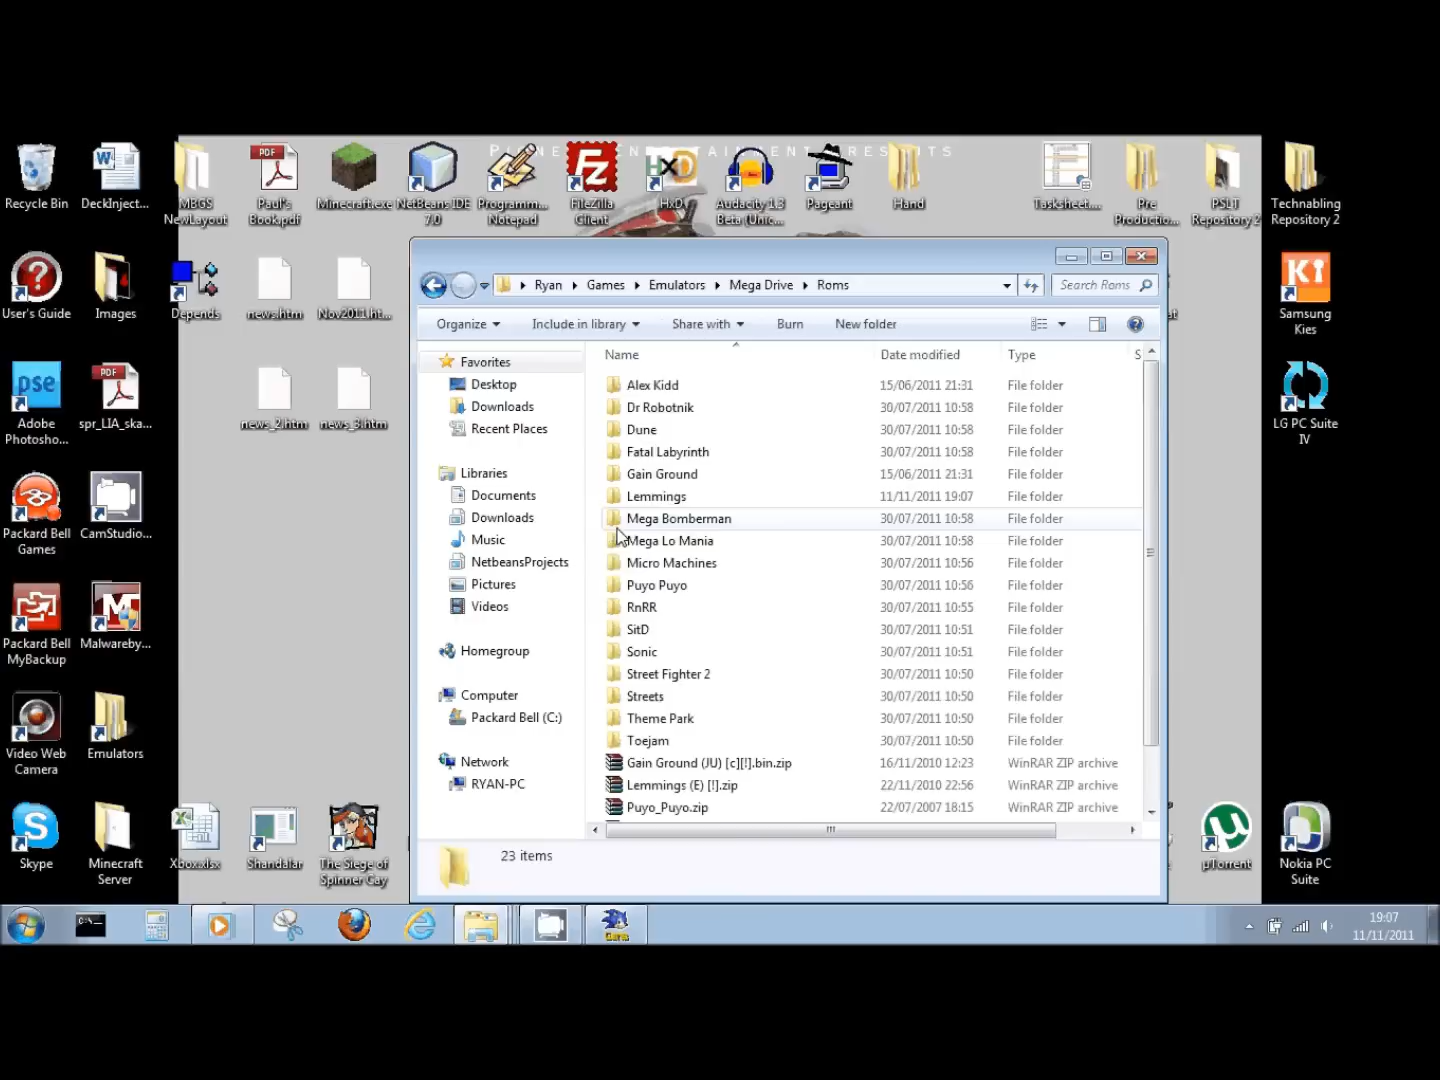 P
E N
T A I N M E N T
R E S
N T S
Recycle Bin
DeckInject...
MBGS
NewLayout
Paul's
Book.pdf
Minecraft.exe
NetBeans IDE
7.0
Programm...
Notepad
FileZilla
Client
HxD
Audacity 1.3
Beta (Unic...
Pageant
Hand
Tasksheet....
Pre
Productio...
PSLT
Repository 2
Technabling
Repository 2
User's Guide
Images
Depends
news.htm
Nov2011.ht...
Samsung
Kies
Adobe
Photosho...
spr_LIA_ska...
news_2.htm
news_3.htm
LG PC Suite
IV
Packard Bell
Games
CamStudio...
Packard Bell
MyBackup
Malwareby...
Video Web
Camera
Emulators
Skype
Minecraft
Server
Xbox.xlsx
Shandalar
The Siege of
Spinner Cay
µTorrent
Nokia PC
Suite
Ryan
Games
Emulators
Mega Drive
Roms
Search Roms
Organize
Include in library
Share with
Burn
New folder
Favorites
Desktop
Downloads
Recent Places
Libraries
Documents
Downloads
Music
NetbeansProjects
Pictures
Videos
Homegroup
Computer
Packard Bell (C:)
Network
RYAN-PC
Name Date modified Type S
Alex Kidd 15/06/2011 21:31 File folder
Dr Robotnik 30/07/2011 10:58 File folder
Dune 30/07/2011 10:58 File folder
Fatal Labyrinth 30/07/2011 10:58 File folder
Gain Ground 15/06/2011 21:31 File folder
Lemmings 11/11/2011 19:07 File folder
Mega Bomberman 30/07/2011 10:58 File folder
Mega Lo Mania 30/07/2011 10:58 File folder
Micro Machines 30/07/2011 10:56 File folder
Puyo Puyo 30/07/2011 10:56 File folder
RnRR 30/07/2011 10:55 File folder
SitD 30/07/2011 10:51 File folder
Sonic 30/07/2011 10:51 File folder
Street Fighter 2 30/07/2011 10:50 File folder
Streets 30/07/2011 10:50 File folder
Theme Park 30/07/2011 10:50 File folder
Toejam 30/07/2011 10:50 File folder
Gain Ground (JU) [c][!].bin.zip 16/11/2010 12:23 WinRAR ZIP archive
Lemmings (E) [!].zip 22/11/2010 22:56 WinRAR ZIP archive
Puyo_Puyo.zip 22/07/2007 18:15 WinRAR ZIP archive
23 items
19:07
11/11/2011